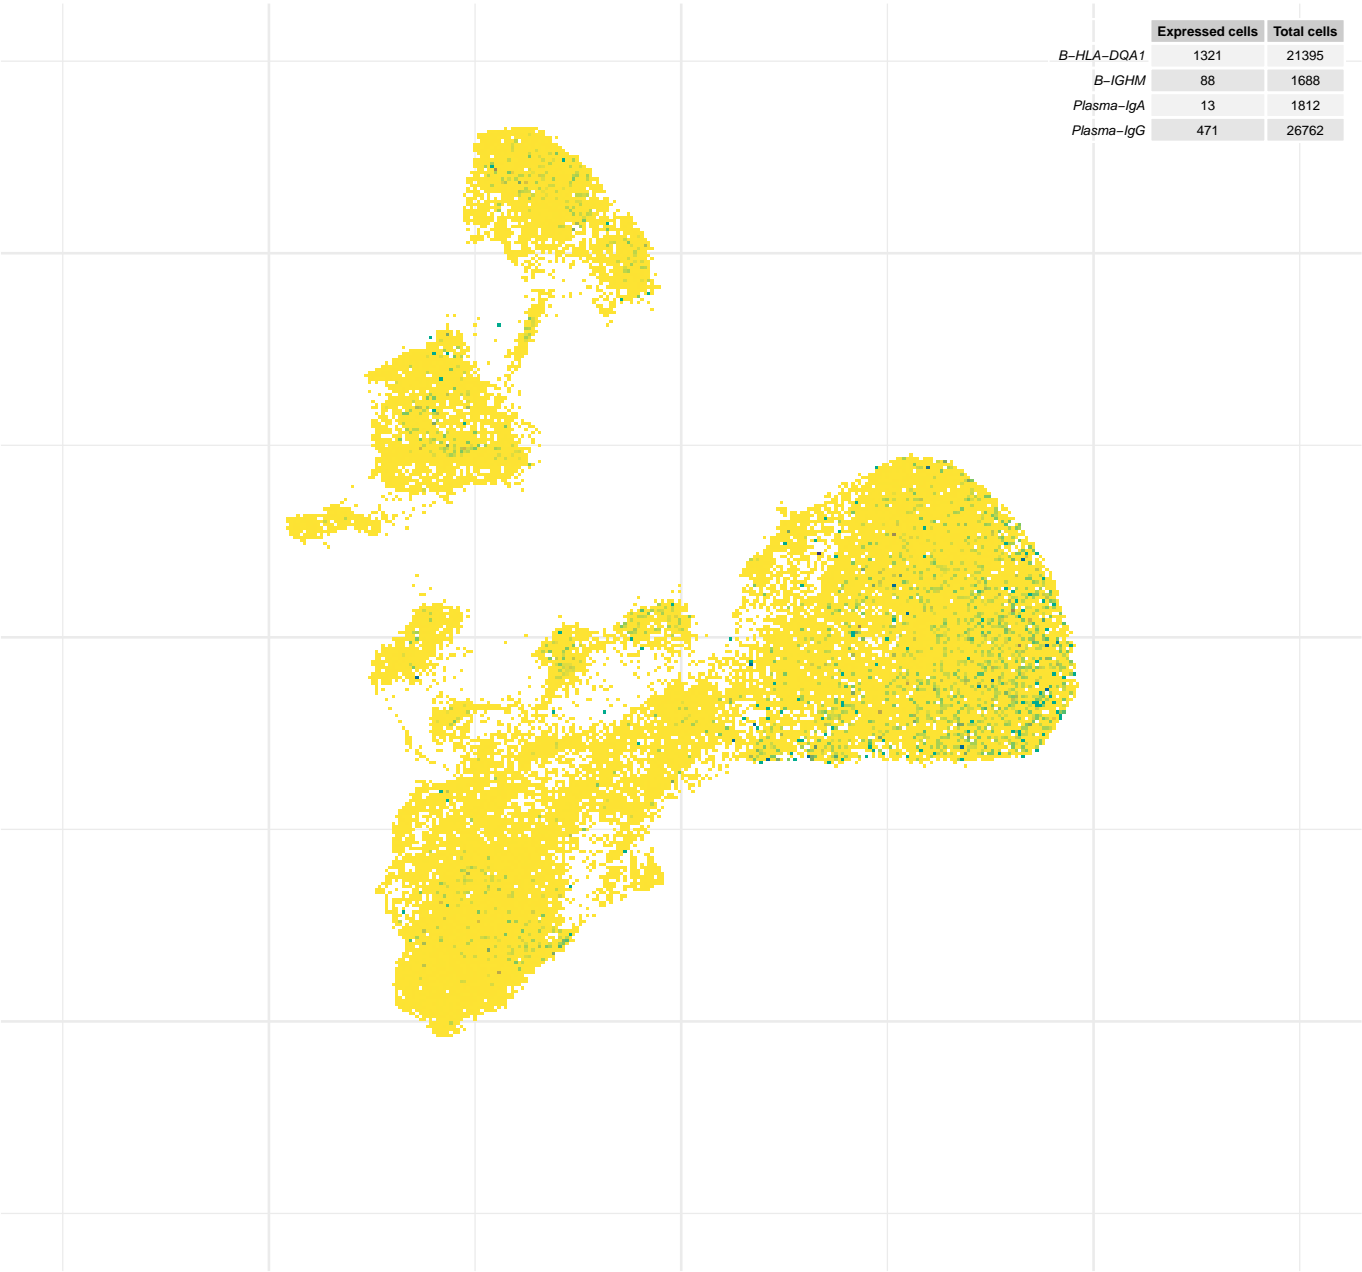 Expressed cells Total cells
B−HLA−DQA1 1321 21395
B−IGHM 88 1688
Plasma−IgA 13 1812
Plasma−IgG 471 26762